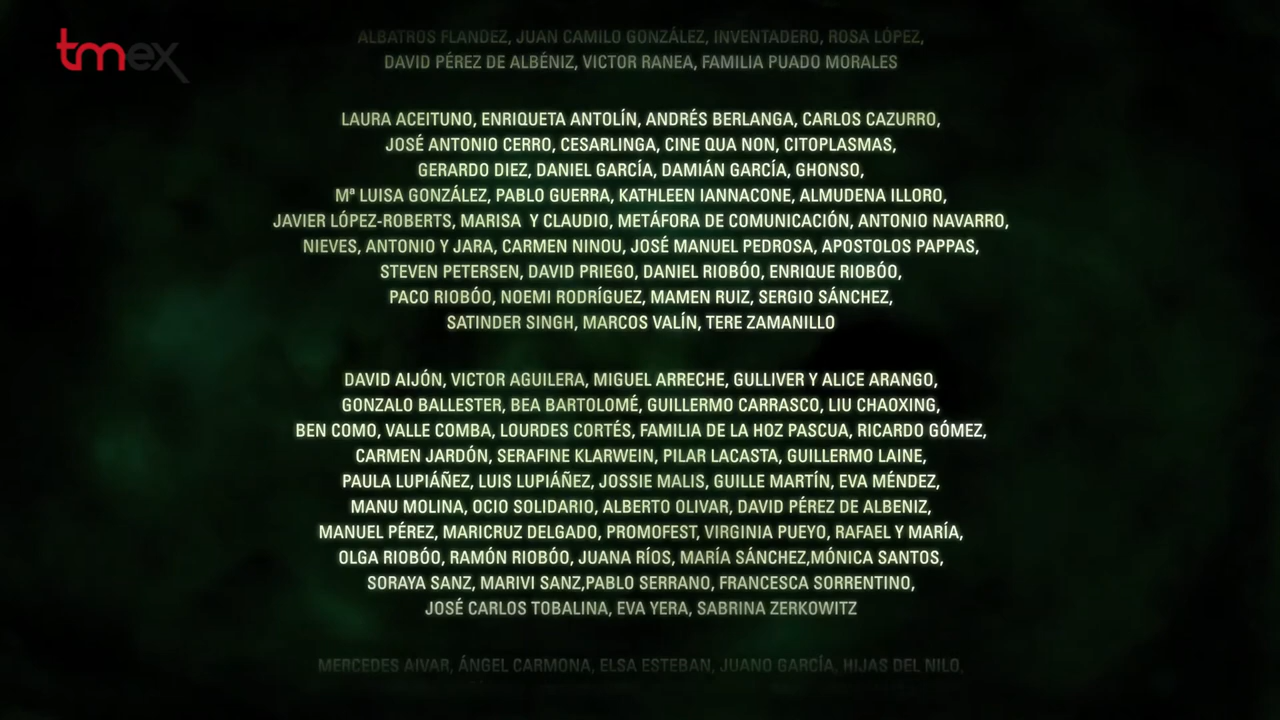 tmex
ALBATROS FLANDEZ, JUAN CAMILO GONZÁLEZ, INVENTADERO, ROSA LÓPEZ,
DAVID PÉREZ DE ALBÉNIZ, VICTOR RANEA, FAMILIA PUADO MORALES
LAURA ACEITUNO, ENRIQUETA ANTOLÍN, ANDRÉS BERLANGA, CARLOS CAZURRO,
JOSÉ ANTONIO CERRO, CESARLINGA, CINE QUA NON, CITOPLASMAS,
GERARDO DIEZ, DANIEL GARCÍA, DAMIÁN GARCÍA, GHONSO,
Mª LUISA GONZÁLEZ, PABLO GUERRA, KATHLEEN IANNACONE, ALMUDENA ILLORO,
JAVIER LÓPEZ-ROBERTS, MARISA  Y CLAUDIO, METÁFORA DE COMUNICACIÓN, ANTONIO NAVARRO,
NIEVES, ANTONIO Y JARA, CARMEN NINOU, JOSÉ MANUEL PEDROSA, APOSTOLOS PAPPAS,
STEVEN PETERSEN, DAVID PRIEGO, DANIEL RIOBÓO, ENRIQUE RIOBÓO,
PACO RIOBÓO, NOEMI RODRÍGUEZ, MAMEN RUIZ, SERGIO SÁNCHEZ,
SATINDER SINGH, MARCOS VALÍN, TERE ZAMANILLO
DAVID AIJÓN, VICTOR AGUILERA, MIGUEL ARRECHE, GULLIVER Y ALICE ARANGO,
GONZALO BALLESTER, BEA BARTOLOMÉ, GUILLERMO CARRASCO, LIU CHAOXING,
BEN COMO, VALLE COMBA, LOURDES CORTÉS, FAMILIA DE LA HOZ PASCUA, RICARDO GÓMEZ,
CARMEN JARDÓN, SERAFINE KLARWEIN, PILAR LACASTA, GUILLERMO LAINE,
PAULA LUPIÁÑEZ, LUIS LUPIÁÑEZ, JOSSIE MALIS, GUILLE MARTÍN, EVA MÉNDEZ,
MANU MOLINA, OCIO SOLIDARIO, ALBERTO OLIVAR, DAVID PÉREZ DE ALBENIZ,
MANUEL PÉREZ, MARICRUZ DELGADO, PROMOFEST, VIRGINIA PUEYO, RAFAEL Y MARÍA,
OLGA RIOBÓO, RAMÓN RIOBÓO, JUANA RÍOS, MARÍA SÁNCHEZ,MÓNICA SANTOS,
SORAYA SANZ, MARIVI SANZ,PABLO SERRANO, FRANCESCA SORRENTINO,
JOSÉ CARLOS TOBALINA, EVA YERA, SABRINA ZERKOWITZ
MERCEDES AIVAR, ÁNGEL CARMONA, ELSA ESTEBAN, JUANO GARCÍA, HIJAS DEL NILO,